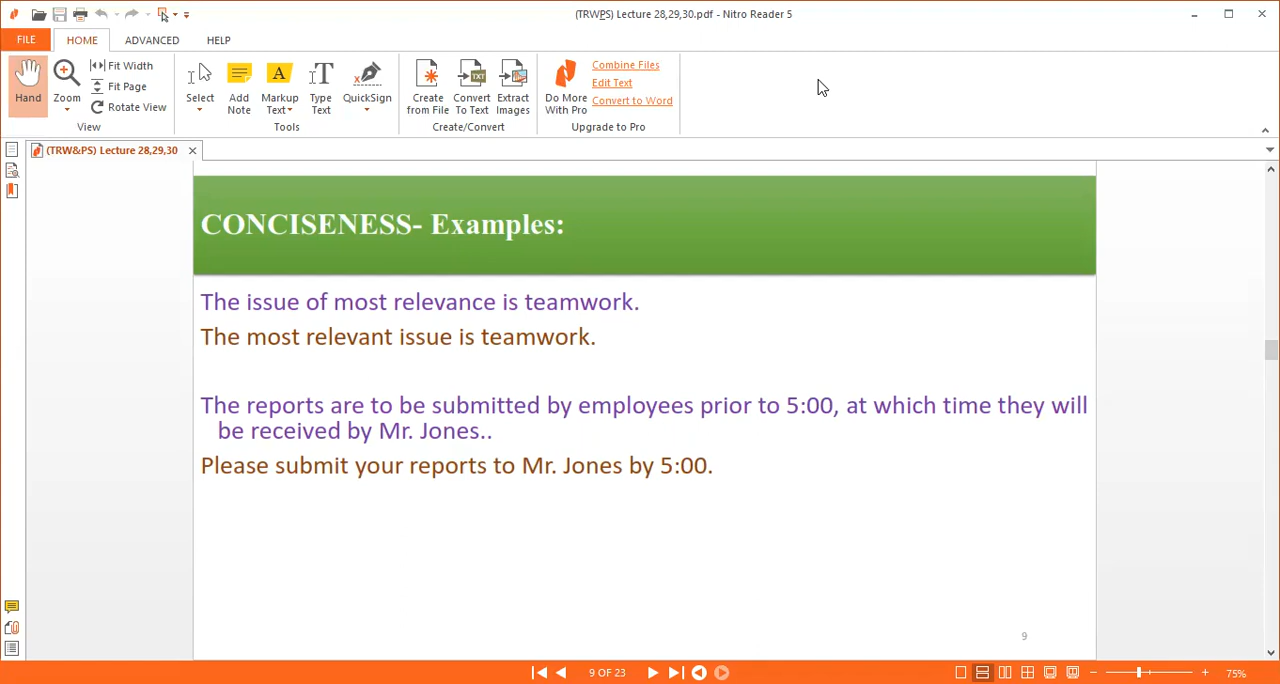 (TRWPS) Lecture 28,29,30.pdf - Nitro Reader 5
FILE HOME ADVANCED HELP
Hand
Zoom
Fit Width
Fit Page
Rotate View
View
Select
Add Note
Markup Text
Type Text
QuickSign
Tools
Create from File
Convert To Text
Extract Images
Create/Convert
Do More With Pro
Combine Files
Edit Text
Convert to Word
Upgrade to Pro
(TRW&PS) Lecture 28,29,30
CONCISENESS- Examples:
The issue of most relevance is teamwork.
The most relevant issue is teamwork.
The reports are to be submitted by employees prior to 5:00, at which time they will
be received by Mr. Jones..
Please submit your reports to Mr. Jones by 5:00.
9
9 OF 23
75%